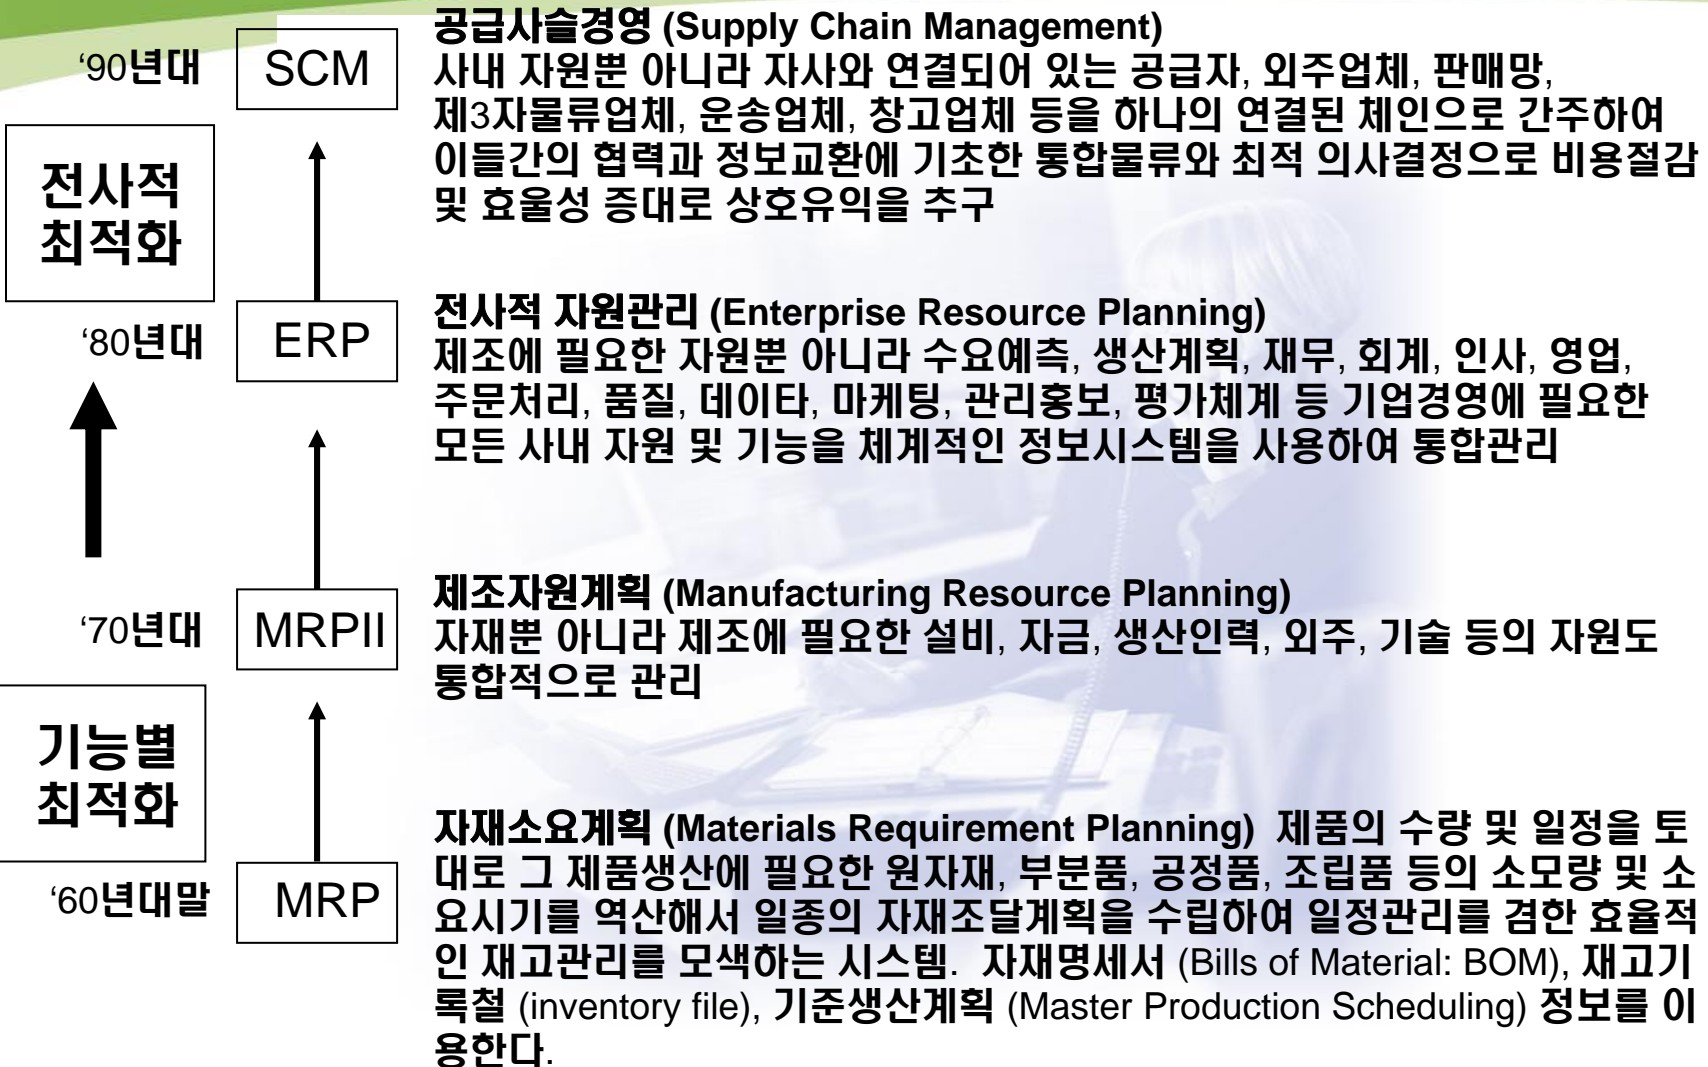 공급사슬경영 (Supply Chain Management)
‘90년대
SCM
사내 자원뿐 아니라 자사와 연결되어 있는 공급자, 외주업체, 판매망,
제3자물류업체, 운송업체, 창고업체 등을 하나의 연결된 체인으로 간주하여
이들간의 협력과 정보교환에 기초한 통합물류와 최적 의사결정으로 비용절감
및 효울성 증대로 상호유익을 추구
전사적
최적화
전사적 자원관리 (Enterprise Resource Planning)
‘80년대
ERP
제조에 필요한 자원뿐 아니라 수요예측, 생산계획, 재무, 회계, 인사, 영업,
주문처리, 품질, 데이타, 마케팅, 관리홍보, 평가체계 등 기업경영에 필요한
모든 사내 자원 및 기능을 체계적인 정보시스템을 사용하여 통합관리
제조자원계획 (Manufacturing Resource Planning)
‘70년대
MRPII
자재뿐 아니라 제조에 필요한 설비, 자금, 생산인력, 외주, 기술 등의 자원도
통합적으로 관리
기능별
최적화
자재소요계획 (Materials Requirement Planning) 제품의 수량 및 일정을 토
대로 그 제품생산에 필요한 원자재, 부분품, 공정품, 조립품 등의 소모량 및 소
‘60년대말
MRP
요시기를 역산해서 일종의 자재조달계획을 수립하여 일정관리를 겸한 효율적
인 재고관리를 모색하는 시스템. 자재명세서 (Bills of Material: BOM), 재고기
록철 (inventory file), 기준생산계획 (Master Production Scheduling) 정보를 이
용한다.